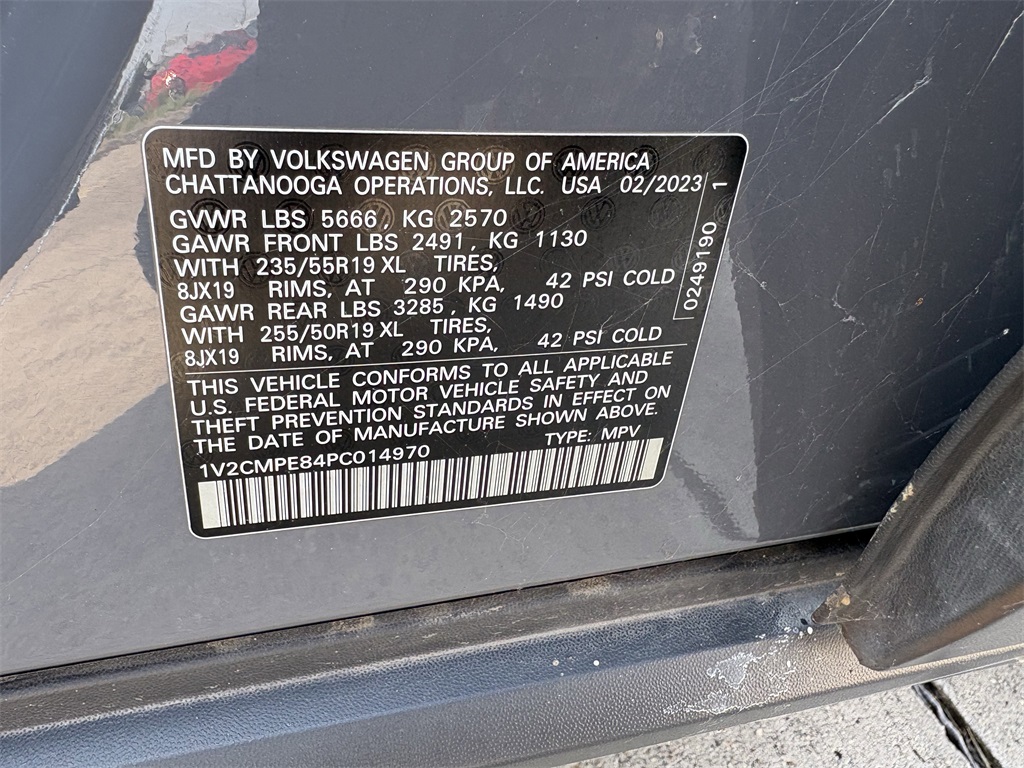 MFD BY VOLKSWAGEN GROUP OF AMERICA
CHATTANOOGA OPERATIONS, LLC. USA 02/2023
GVWR LBS 5666, KG 2570
GAWR FRONT LBS 2491, KG 1130
WITH 235/55R19 XL TIRES,
8JX19 RIMS, AT 290 KPA, 42 PSI COLD
GAWR REAR LBS 3285, KG 1490
WITH 255/50R19 XL TIRES,
8JX19 RIMS, AT 290 KPA, 42 PSI COLD
0249190 1
THIS VEHICLE CONFORMS TO ALL APPLICABLE
U.S. FEDERAL MOTOR VEHICLE SAFETY AND
THEFT PREVENTION STANDARDS IN EFFECT ON
THE DATE OF MANUFACTURE SHOWN ABOVE.
1V2CMPE84PC014970 TYPE: MPV